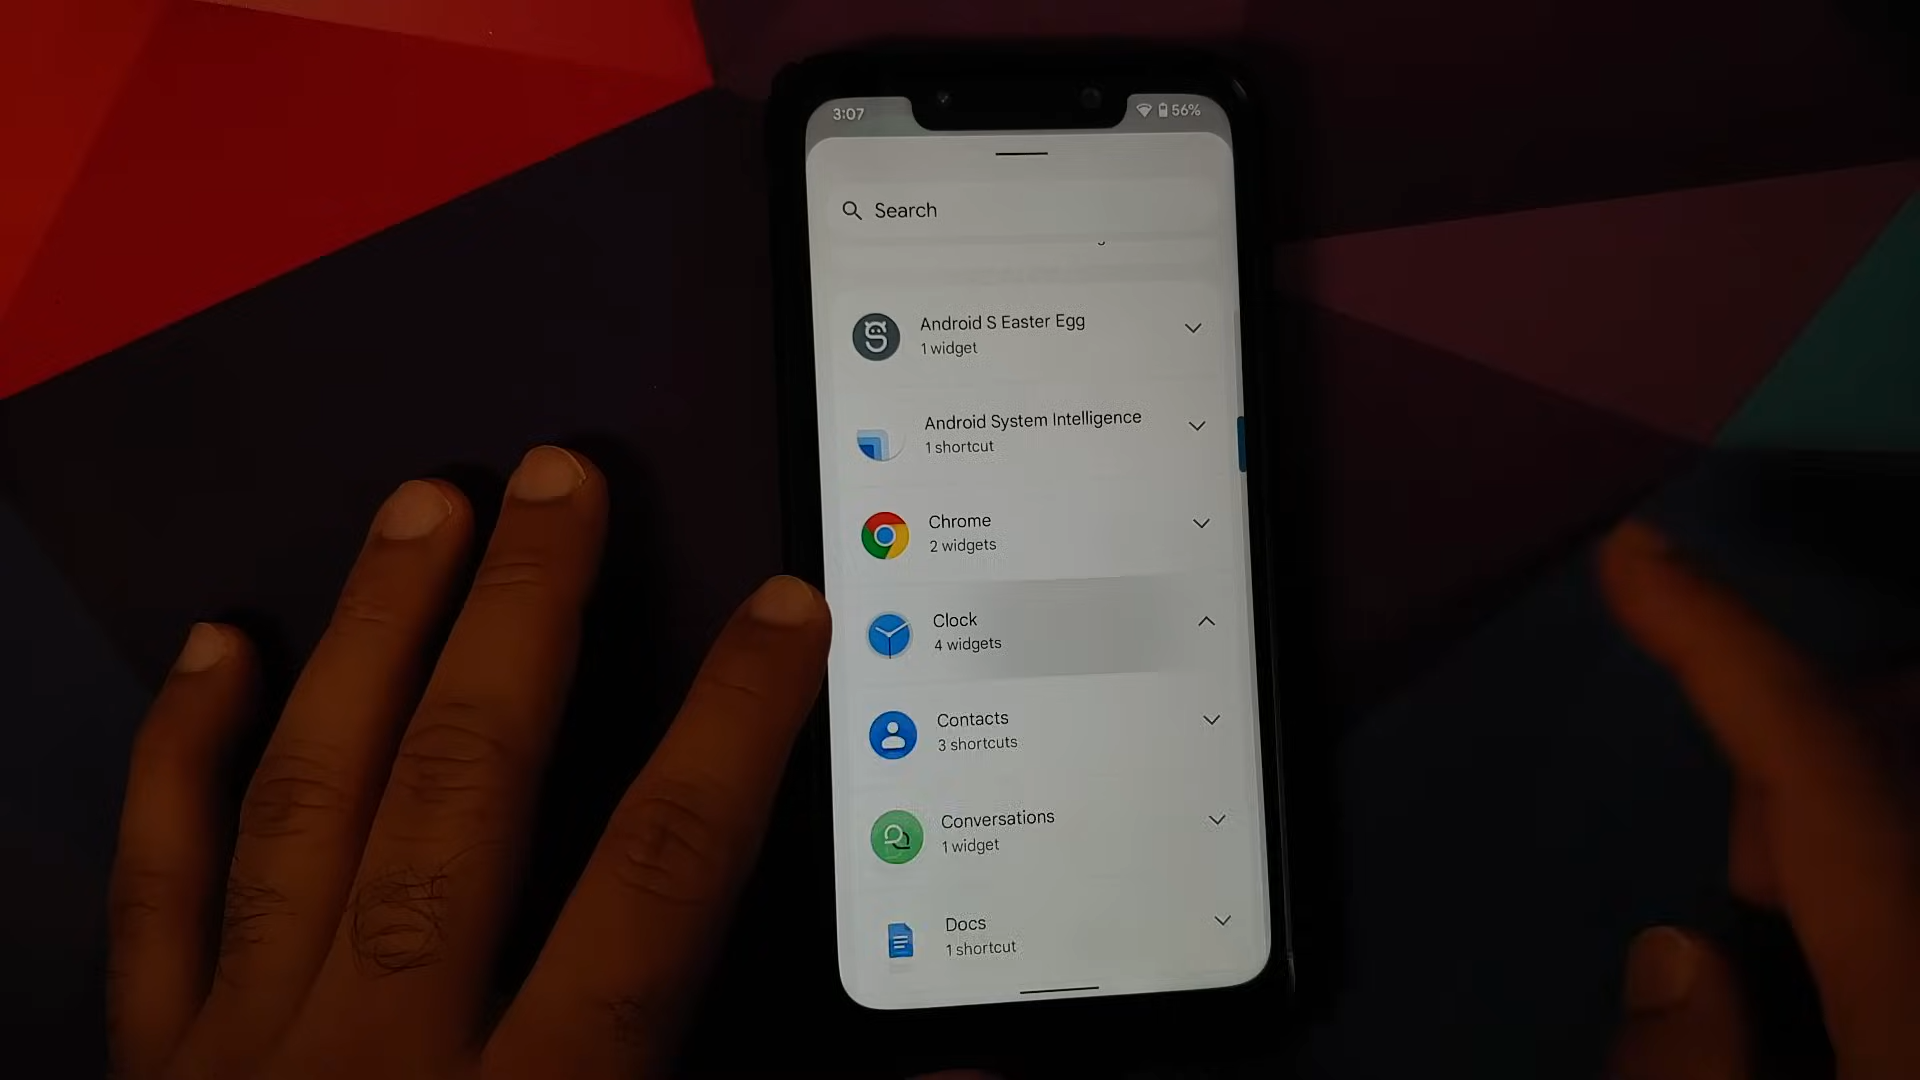 3:07
56%
Search
Android S Easter Egg
1 widget
Android System Intelligence
1 shortcut
Chrome
2 widgets
Clock
4 widgets
Contacts
3 shortcuts
Conversations
1 widget
Docs
1 shortcut